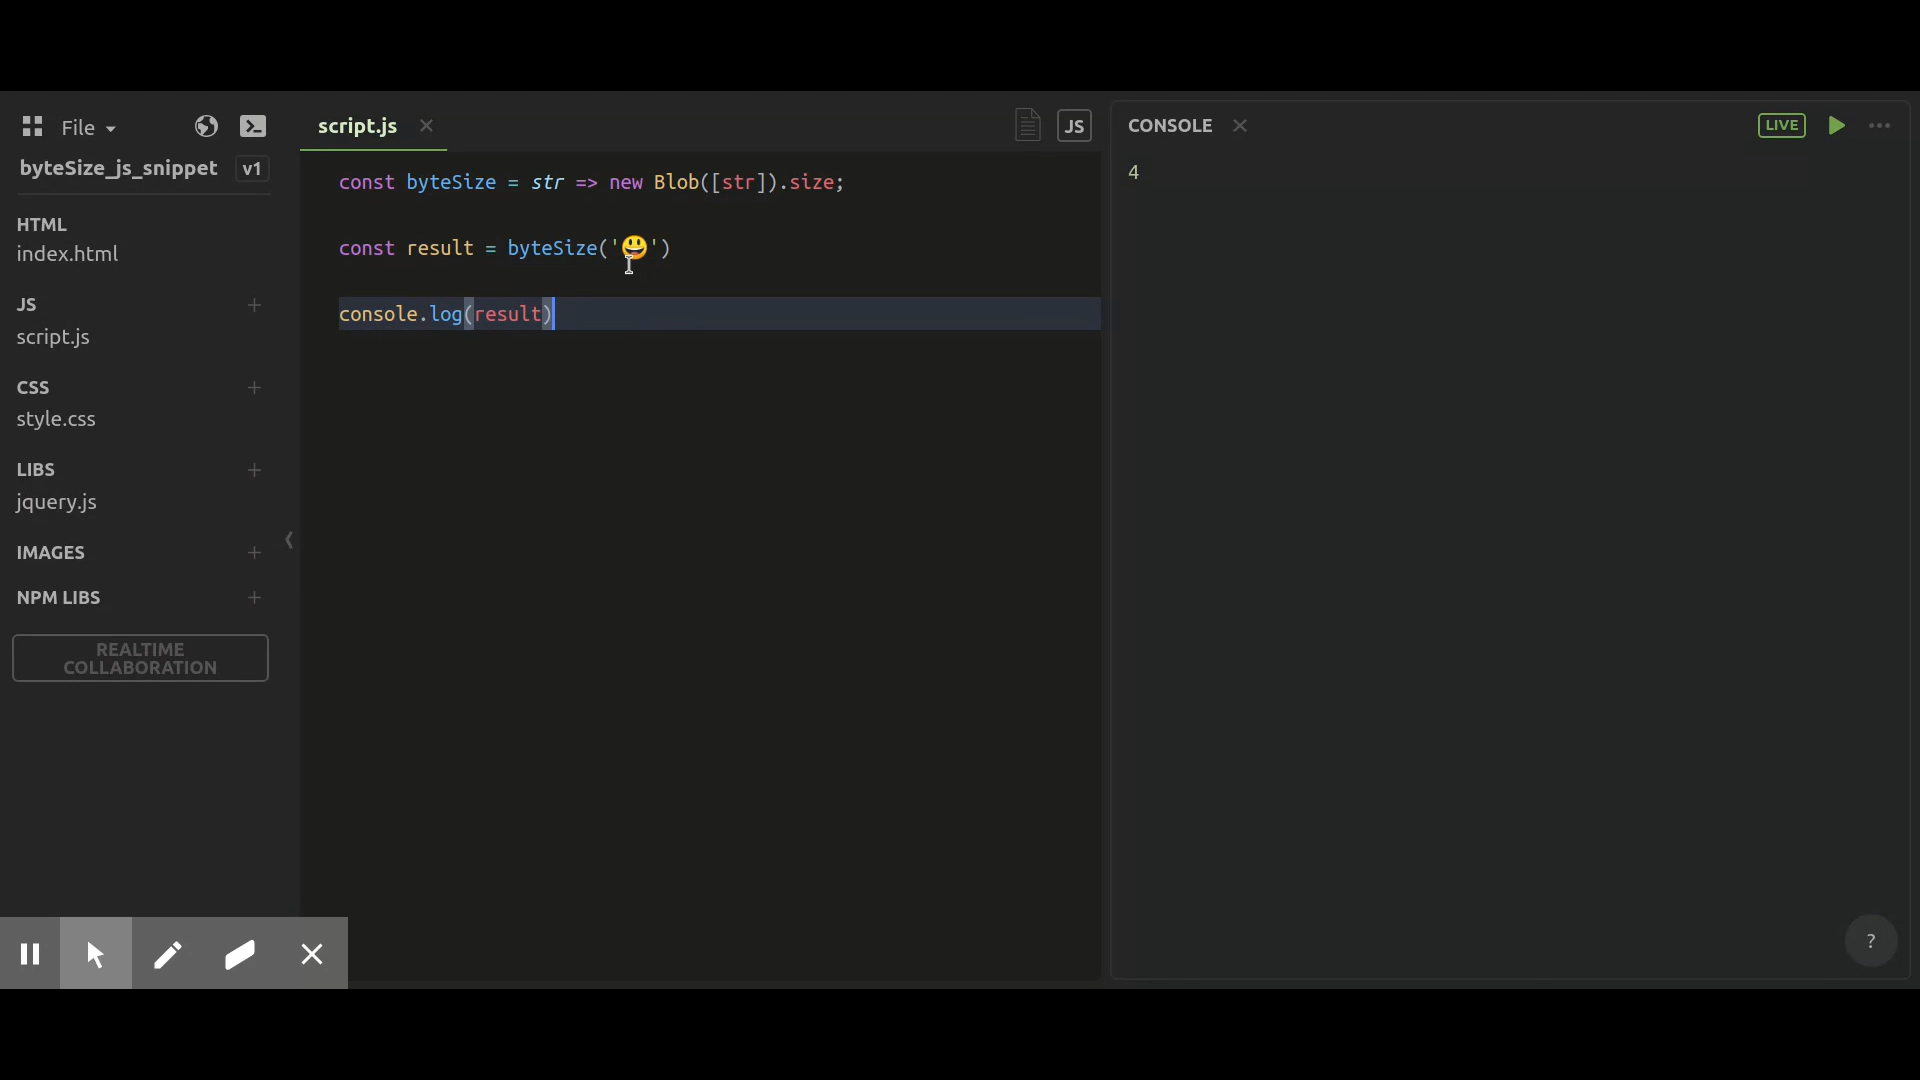 File
byteSize_js_snippet v1
HTML
index.html
JS +
script.js
CSS +
style.css
LIBS +
jquery.js
IMAGES +
NPM LIBS +
REALTIME
COLLABORATION
script.js
JS
const byteSize = str => new Blob([str]).size;
const result = byteSize('😃')
console.log(result)
CONSOLE
LIVE
4
?